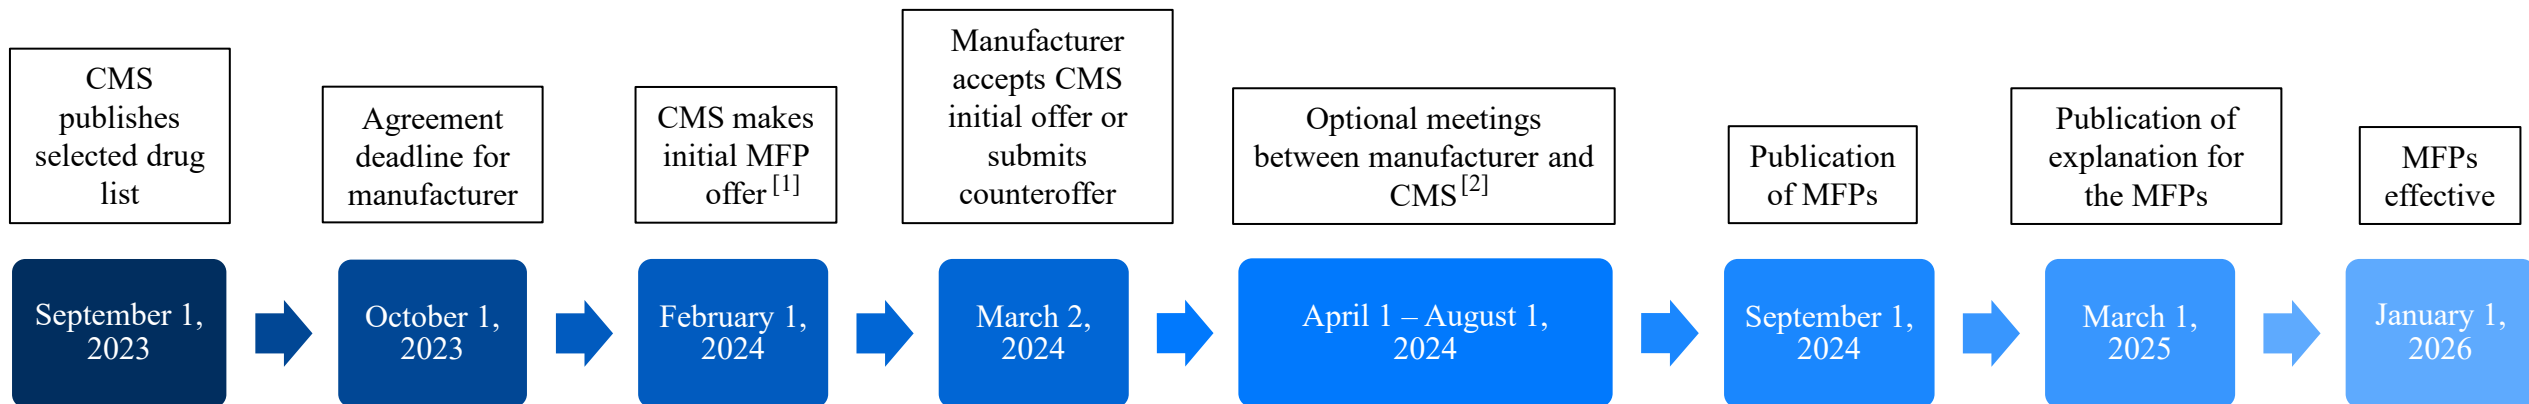 CMS
publishes
selected drug
list
Agreement
deadline for
manufacturer
CMS makes
initial MFP
offer [1]
Manufacturer
accepts CMS
initial offer or
submits
counteroffer
Optional meetings
between manufacturer and
CMS[2]
Publication
of MFPs
Publication of
explanation for
the MFPs
MFPs
effective
September 1,
2023
October 1,
2023
February 1,
2024
March 2,
2024
April 1 – August 1,
2024
September 1,
2024
March 1,
2025
January 1,
2026